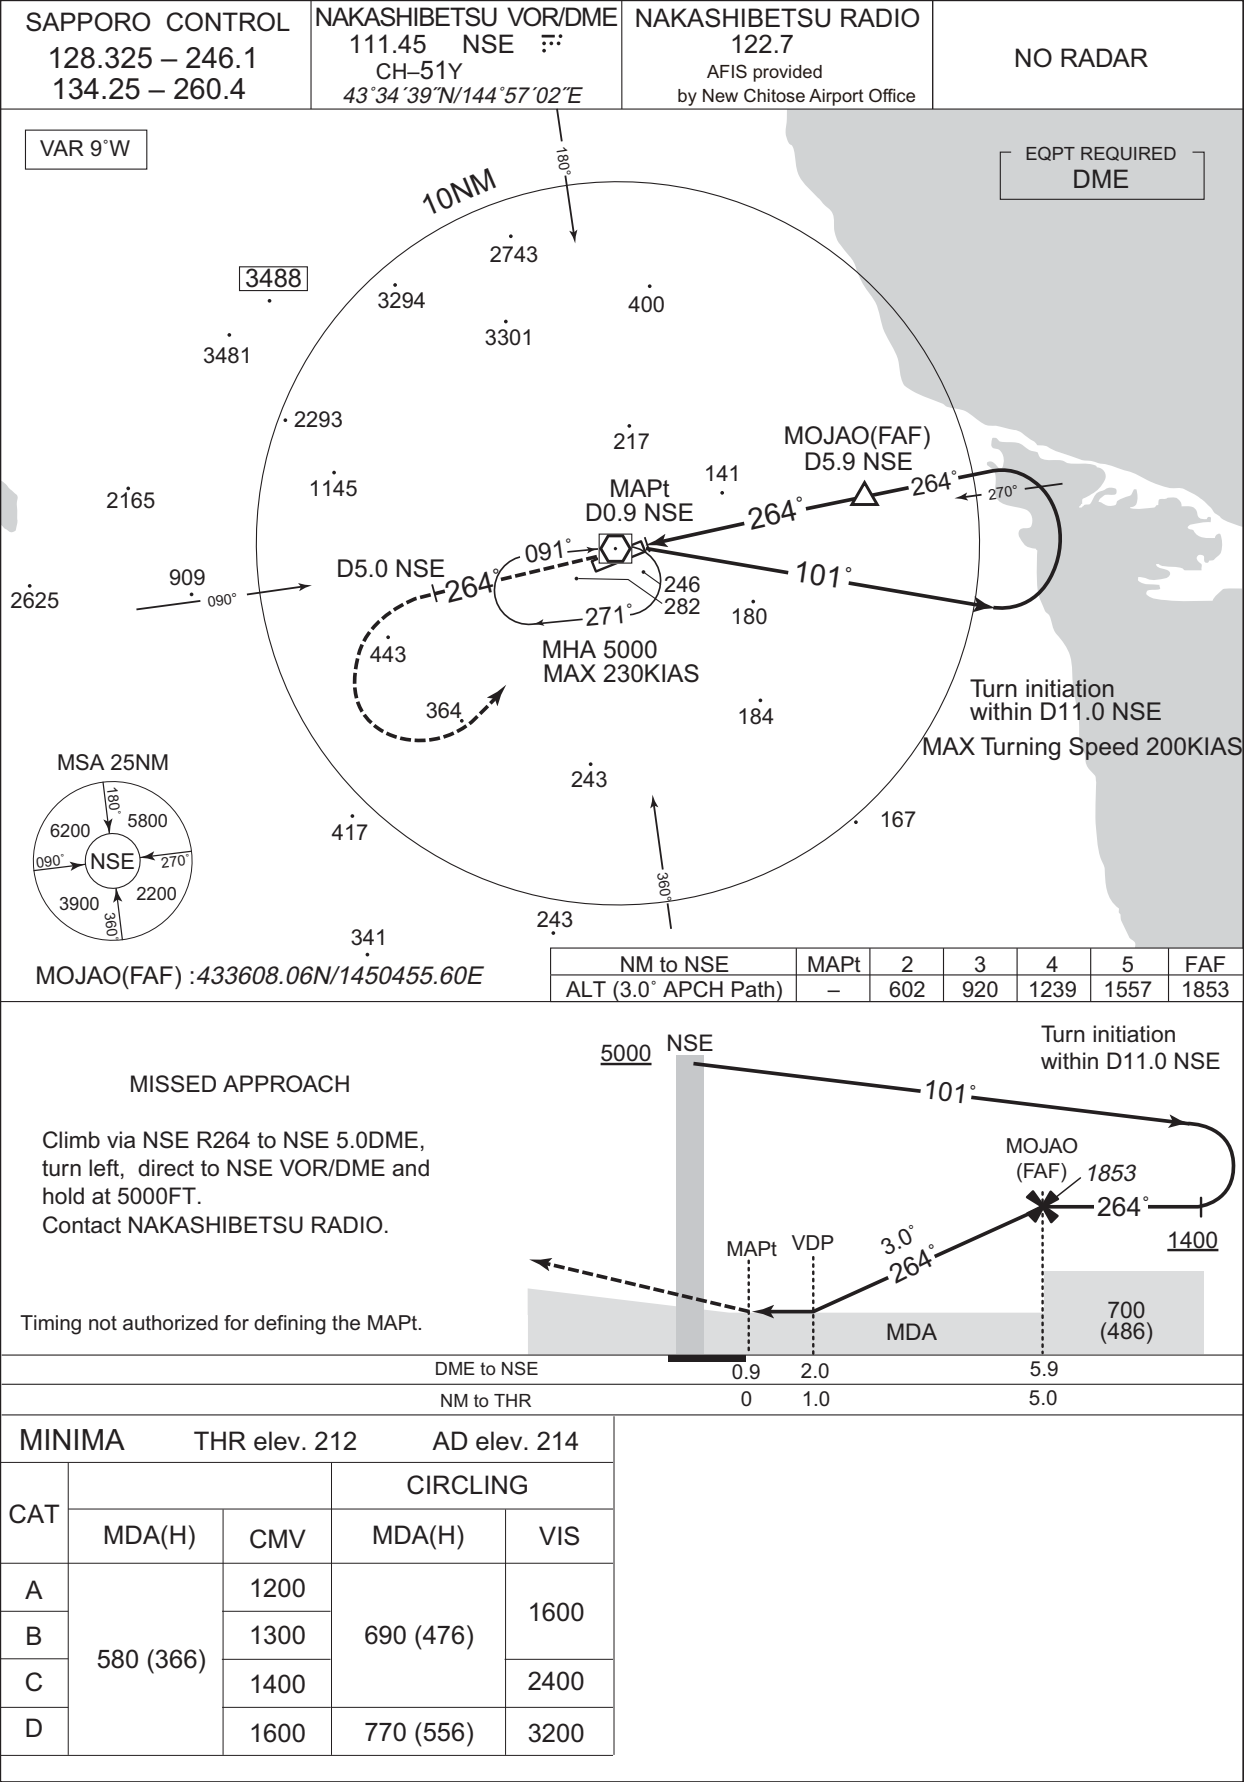 SAPPORO CONTROL
128.325 – 246.1
134.25 – 260.4
NAKASHIBETSU VOR/DME
111.45 NSE
CH–51Y
43°34´39˝N/144°57´02˝E
NAKASHIBETSU RADIO
122.7
AFIS provided
by New Chitose Airport Office
NO RADAR
VAR 9°W
EQPT REQUIRED
DME
180°
10NM
2743
3488
3294
400
3301
3481
2293
217
MOJAO(FAF)
D5.9 NSE
141
264°
270°
1145
2165
MAPt
D0.9 NSE
264°
091°
D5.0 NSE
264°
101°
909
090°
2625
246
282
180
271°
443
MHA 5000
MAX 230KIAS
364
184
Turn initiation
within D11.0 NSE
MAX Turning Speed 200KIAS
243
MSA 25NM
180°
6200
5800
090°
NSE
270°
3900
2200
360°
417
167
360°
243
341
MOJAO(FAF) :433608.06N/1450455.60E
NM to NSE MAPt 2 3 4 5 FAF
ALT (3.0° APCH Path) – 602 920 1239 1557 1853
MISSED APPROACH
Climb via NSE R264 to NSE 5.0DME,
turn left, direct to NSE VOR/DME and
hold at 5000FT.
Contact NAKASHIBETSU RADIO.
Timing not authorized for defining the MAPt.
5000
NSE
Turn initiation
within D11.0 NSE
101°
MOJAO
(FAF)
1853
264°
1400
3.0°
264°
MAPt
VDP
MDA
700
(486)
DME to NSE 0.9 2.0 5.9
NM to THR 0 1.0 5.0
MINIMA THR elev. 212 AD elev. 214
CAT
CIRCLING
MDA(H) CMV MDA(H) VIS
A 1200
1600
B 1300 690 (476)
580 (366)
C 1400 2400
D 1600 770 (556) 3200